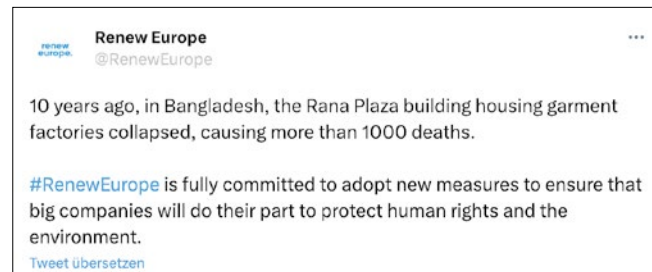 renew
europe.
Renew Europe
@RenewEurope
10 years ago, in Bangladesh, the Rana Plaza building housing garment
factories collapsed, causing more than 1000 deaths.
#RenewEurope is fully committed to adopt new measures to ensure that
big companies will do their part to protect human rights and the
environment.
Tweet übersetzen